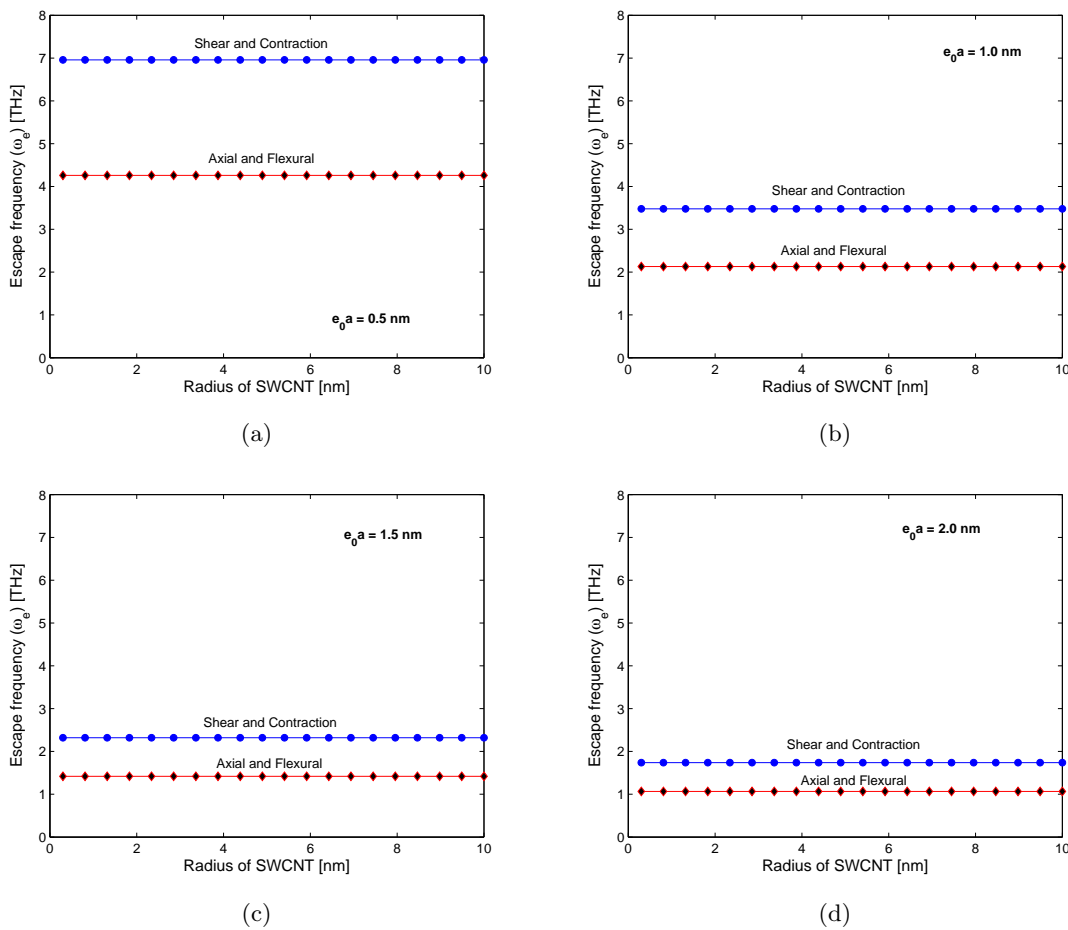 8
7
6
5
4
3
2
1
0
Escape frequency (ωₑ) [THz]
Shear and Contraction
Axial and Flexural
e₀a = 0.5 nm
0 2 4 6 8 10
Radius of SWCNT [nm]
(a)
8
7
6
5
4
3
2
1
0
Escape frequency (ωₑ) [THz]
e₀a = 1.0 nm
Shear and Contraction
Axial and Flexural
0 2 4 6 8 10
Radius of SWCNT [nm]
(b)
8
7
6
5
4
3
2
1
0
Escape frequency (ωₑ) [THz]
e₀a = 1.5 nm
Shear and Contraction
Axial and Flexural
0 2 4 6 8 10
Radius of SWCNT [nm]
(c)
8
7
6
5
4
3
2
1
0
Escape frequency (ωₑ) [THz]
e₀a = 2.0 nm
Shear and Contraction
Axial and Flexural
0 2 4 6 8 10
Radius of SWCNT [nm]
(d)